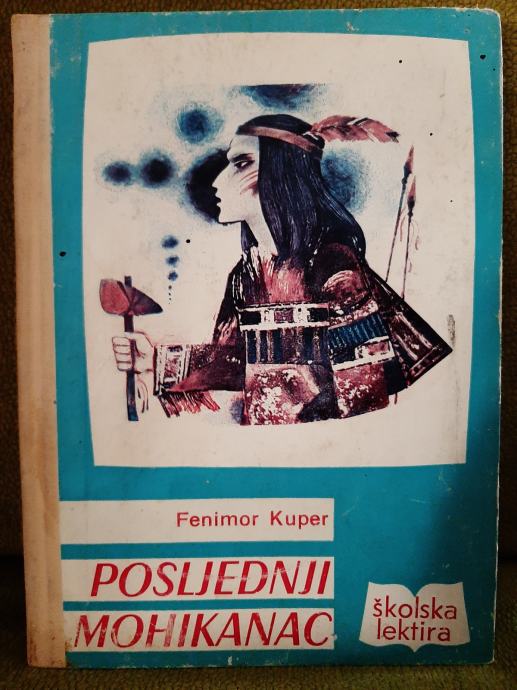 Fenimor Kuper
POSLJEDNJI
MOHIKANAC
školska
lektira